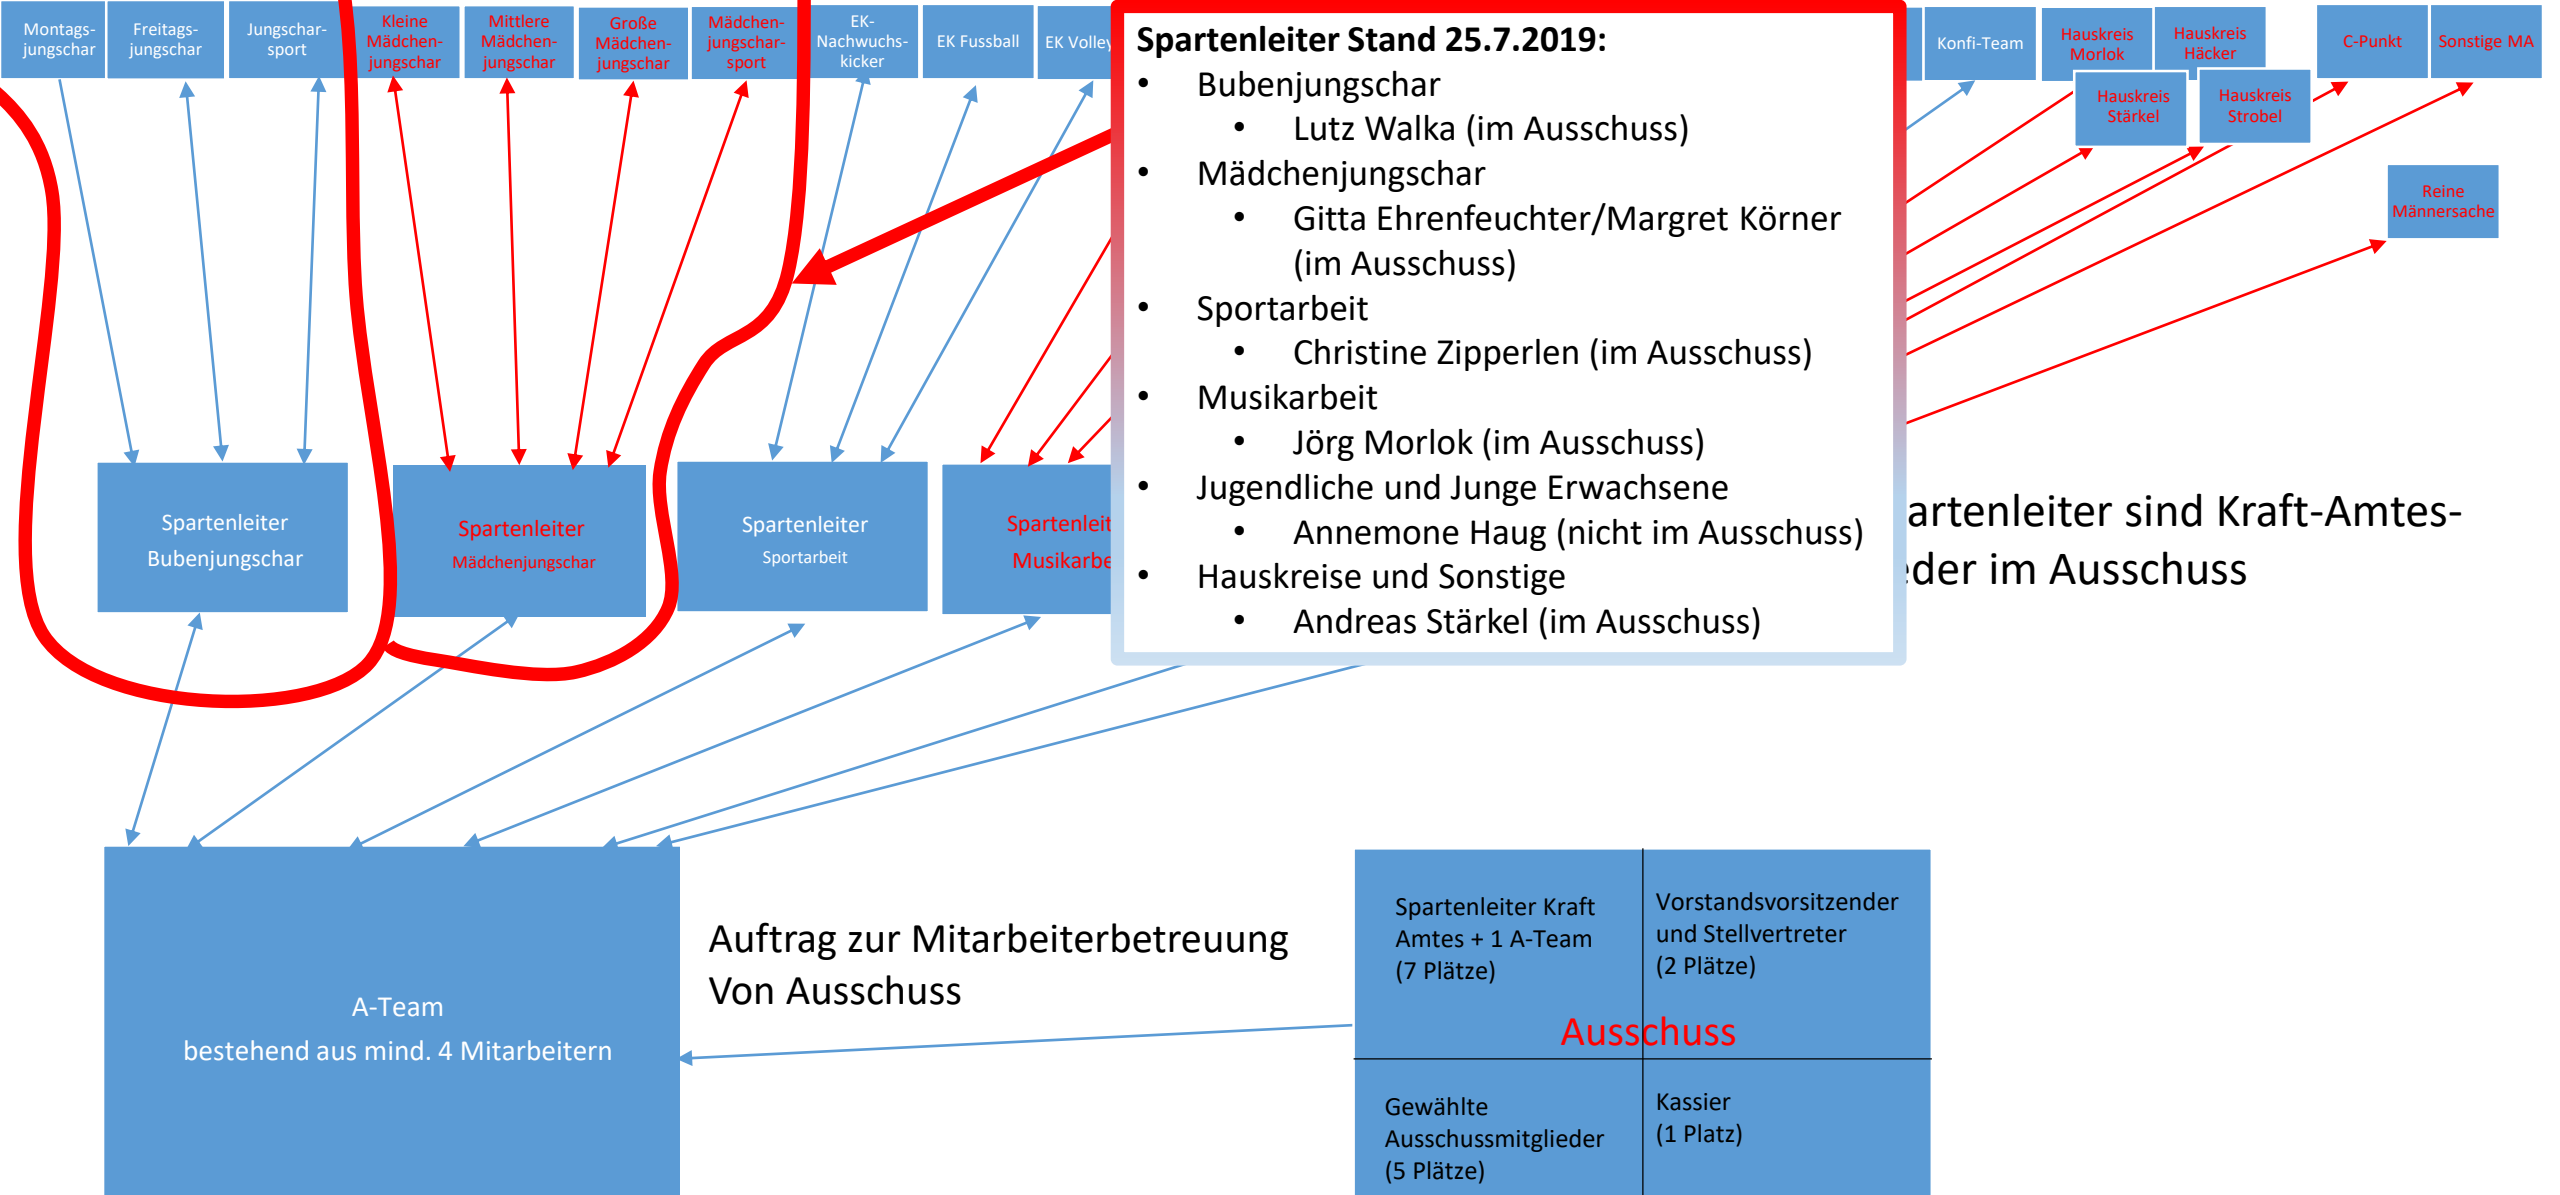 Montags-
jungschar
Freitags-
jungschar
Jungschar-
sport
Kleine
Mädchen-
jungschar
Mittlere
Mädchen-
jungschar
Große
Mädchen-
jungschar
Mädchen-
jungschar-
sport
EK-
Nachwuchs-
kicker
EK Fussball
EK Volley
Konfi-Team
Hauskreis
Morlok
Hauskreis
Häcker
C-Punkt
Sonstige MA
Hauskreis
Stärkel
Hauskreis
Strobel
Reine
Männersache
Spartenleiter Stand 25.7.2019:
• Bubenjungschar
• Lutz Walka (im Ausschuss)
• Mädchenjungschar
• Gitta Ehrenfeuchter/Margret Körner
(im Ausschuss)
• Sportarbeit
• Christine Zipperlen (im Ausschuss)
• Musikarbeit
• Jörg Morlok (im Ausschuss)
• Jugendliche und Junge Erwachsene
• Annemone Haug (nicht im Ausschuss)
• Hauskreise und Sonstige
• Andreas Stärkel (im Ausschuss)
Spartenleiter
Bubenjungschar
Spartenleiter
Mädchenjungschar
Spartenleiter
Sportarbeit
Spartenleit
Musikarbe
artenleiter sind Kraft-Amtes-
eder im Ausschuss
A-Team
bestehend aus mind. 4 Mitarbeitern
Auftrag zur Mitarbeiterbetreuung
Von Ausschuss
Spartenleiter Kraft
Amtes + 1 A-Team
(7 Plätze)
Vorstandsvorsitzender
und Stellvertreter
(2 Plätze)
Ausschuss
Gewählte
Ausschussmitglieder
(5 Plätze)
Kassier
(1 Platz)